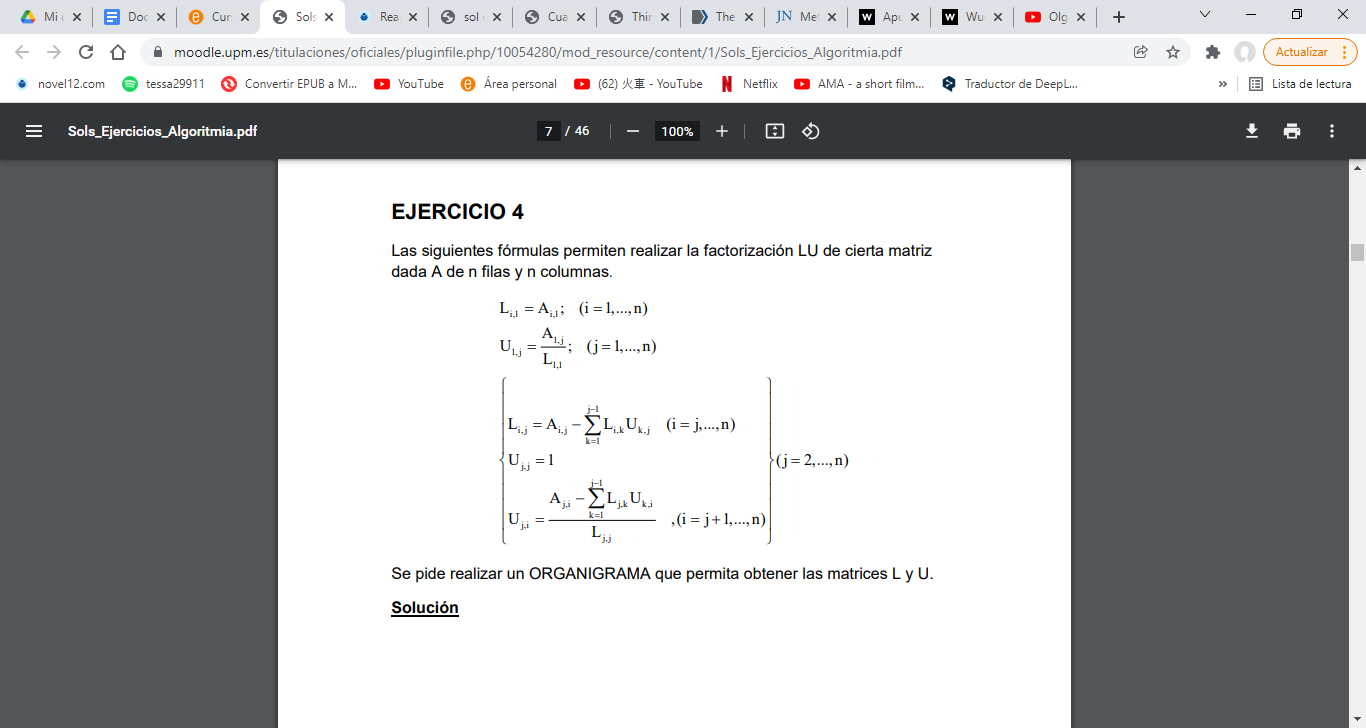 Mi u
Doc
Cur
Sols
Rea
sol
Cua
Thir
The
JN Met
W Apu
W Wu
Olg
moodle.upm.es/titulaciones/oficiales/pluginfile.php/10054280/mod_resource/content/1/Sols_Ejercicios_Algoritmia.pdf
Actualizar
novel12.com
tessa29911
Convertir EPUB a M...
YouTube
Área personal
(62) 火車 - YouTube
Netflix
AMA - a short film...
Traductor de DeepL...
»
Lista de lectura
Sols_Ejercicios_Algoritmia.pdf
7 / 46
100%
EJERCICIO 4
Las siguientes fórmulas permiten realizar la factorización LU de cierta matriz
dada A de n filas y n columnas.
L_{i,1} = A_{i,1}; (i = 1,...,n)
U_{1,j} = A_{1,j} / L_{1,1}; (j = 1,...,n)
L_{i,j} = A_{i,j} − ∑_{k=1}^{j−1} L_{i,k} U_{k,j} (i = j,...,n)
U_{j,j} = 1
(j = 2,...,n)
U_{j,i} = (A_{j,i} − ∑_{k=1}^{j−1} L_{j,k} U_{k,i}) / L_{j,j} ,(i = j+1,...,n)
Se pide realizar un ORGANIGRAMA que permita obtener las matrices L y U.
Solución